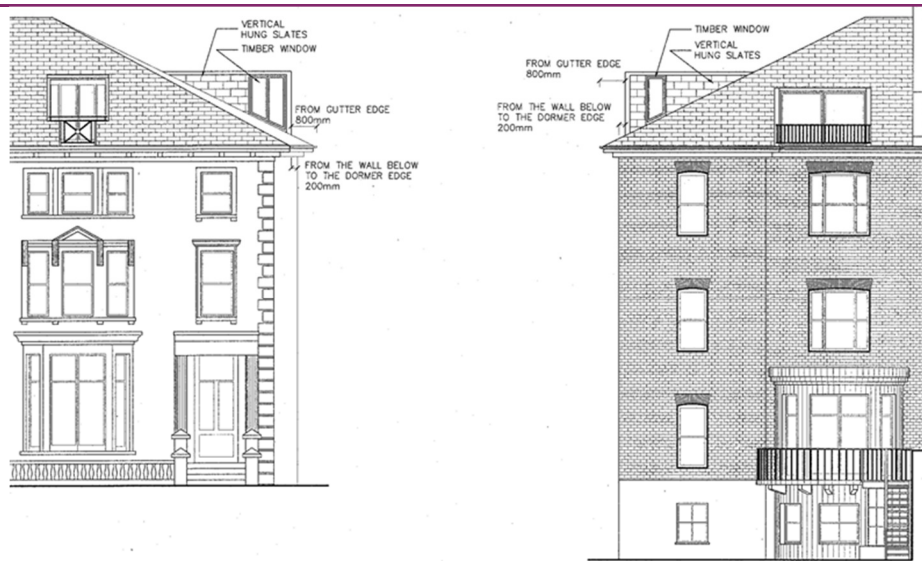 VERTICAL
HUNG SLATES
TIMBER WINDOW
FROM GUTTER EDGE
800mm
FROM THE WALL BELOW
TO THE DORMER EDGE
200mm
TIMBER WINDOW
VERTICAL
HUNG SLATES
FROM GUTTER EDGE
800mm
FROM THE WALL BELOW
TO THE DORMER EDGE
200mm